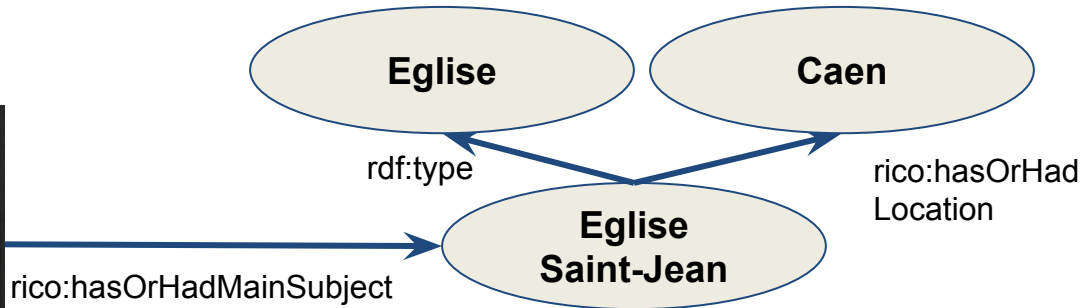 Eglise
Caen
rdf:type
rico:hasOrHad
Location
Eglise
Saint-Jean
rico:hasOrHadMainSubject